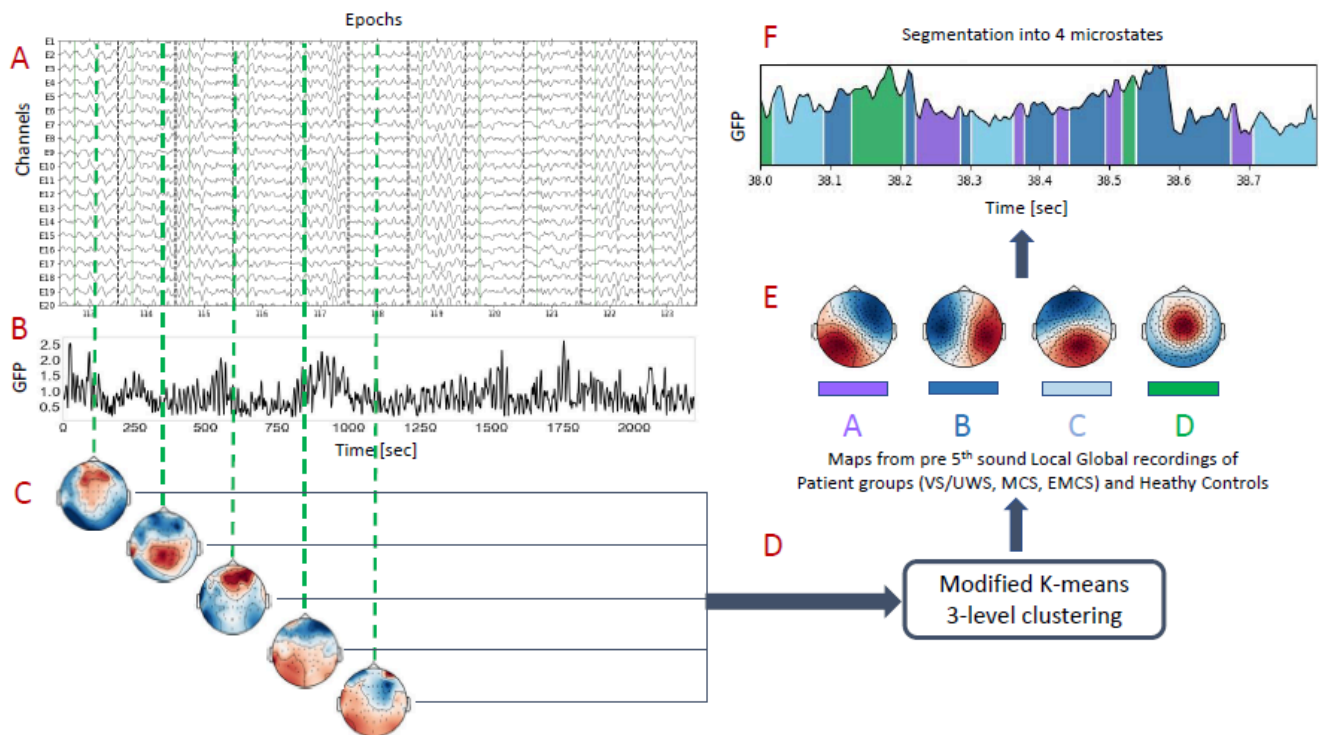 Epochs
A
Channels
E1
E2
E3
E4
E5
E6
E7
E8
E9
E10
E11
E12
E13
E14
E15
E16
E17
E18
E19
E20
114 115 117 119 120 121 122 123
B
GFP
2.5
2.0
1.5
1.0
0.5
0 250 500 750 1000 1250 1500 1750 2000
Time [sec]
C
D
Modified K-means
3-level clustering
E
A B C D
Maps from pre 5th sound Local Global recordings of
Patient groups (VS/UWS, MCS, EMCS) and Heathy Controls
F
Segmentation into 4 microstates
GFP
38.0 38.1 38.2 38.3 38.4 38.5 38.6 38.7
Time [sec]